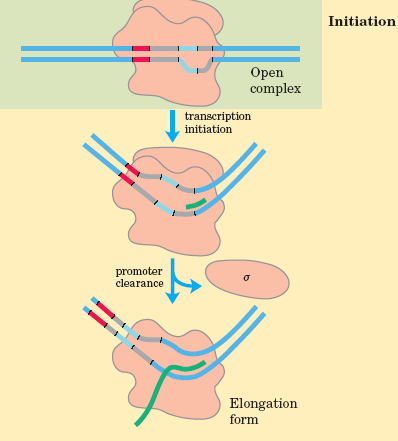 Initiation
Open
complex
transcription
initiation
promoter
clearance
σ
Elongation
form